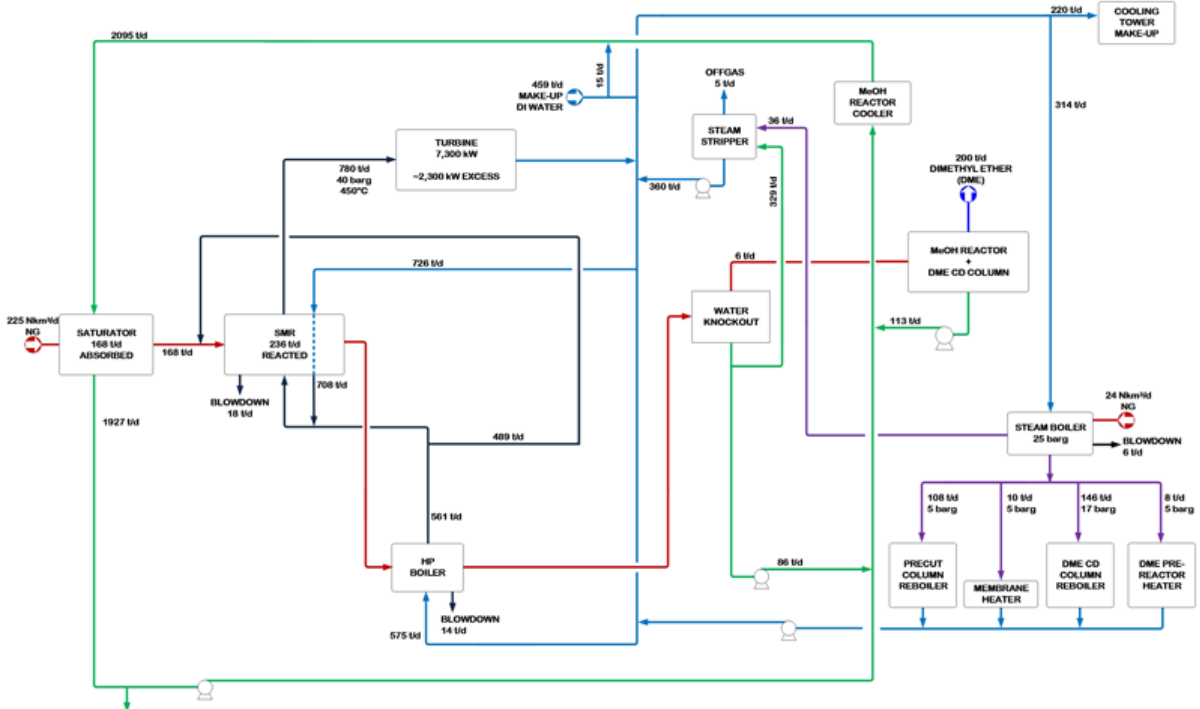 220 t/d
COOLING
TOWER
MAKE-UP
2095 t/d
15 t/d
459 t/d
MAKE-UP
DI WATER
OFFGAS
5 t/d
MeOH
REACTOR
COOLER
314 t/d
36 t/d
STEAM
STRIPPER
TURBINE
7,300 kW
~2,300 kW EXCESS
780 t/d
40 barg
450°C
360 t/d
329 t/d
200 t/d
DIMETHYL ETHER
(DME)
MeOH REACTOR
+
DME CD COLUMN
726 t/d
6 t/d
WATER
KNOCKOUT
225 Nkm³/d
NG
SATURATOR
168 t/d
ABSORBED
168 t/d
SMR
236 t/d
REACTED
113 t/d
708 t/d
BLOWDOWN
18 t/d
24 Nkm³/d
NG
1927 t/d
489 t/d
STEAM BOILER
25 barg
BLOWDOWN
6 t/d
108 t/d
5 barg
10 t/d
5 barg
146 t/d
17 barg
8 t/d
5 barg
561 t/d
HP
BOILER
86 t/d
PRECUT
COLUMN
REBOILER
MEMBRANE
HEATER
DME CD
COLUMN
REBOILER
DME PRE-
REACTOR
HEATER
BLOWDOWN
14 t/d
575 t/d